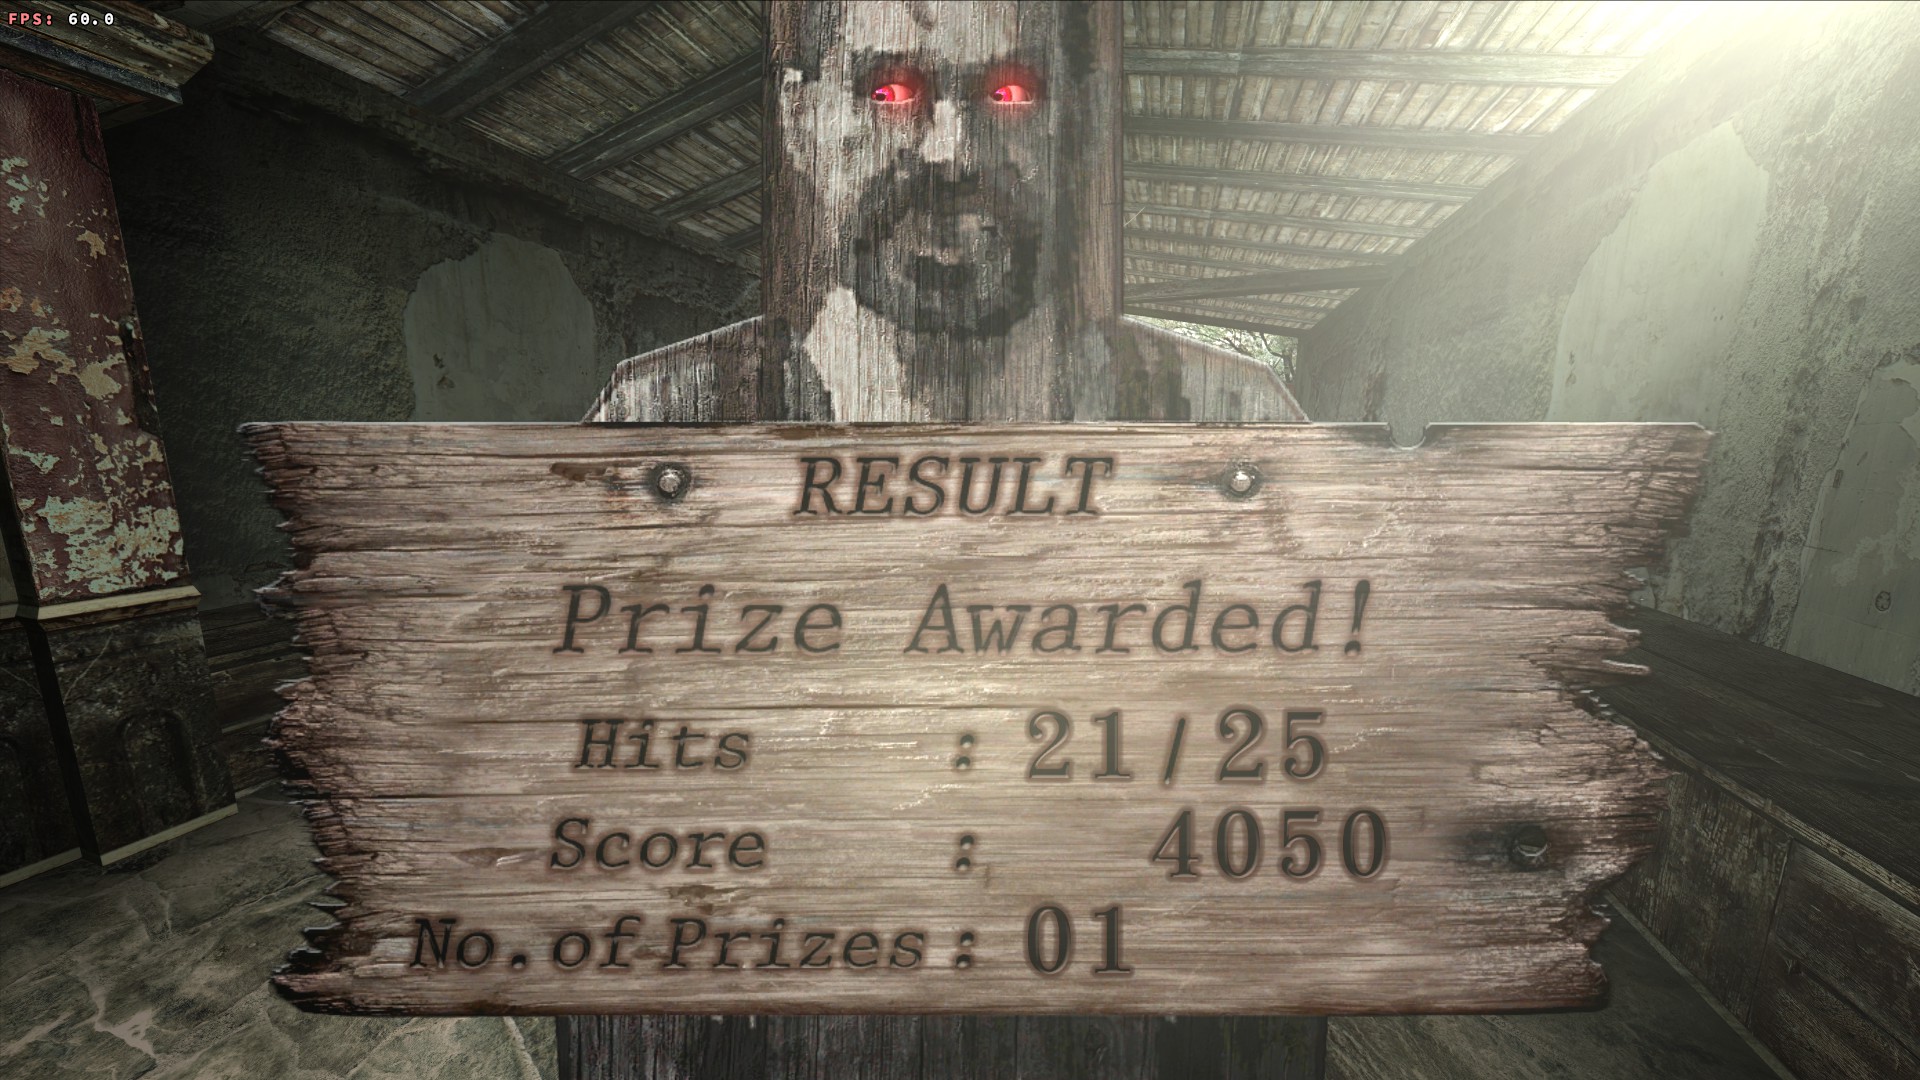 FPS: 60.0
RESULT
Prize Awarded!
Hits : 21/25
Score : 4050
No.of Prizes: 01